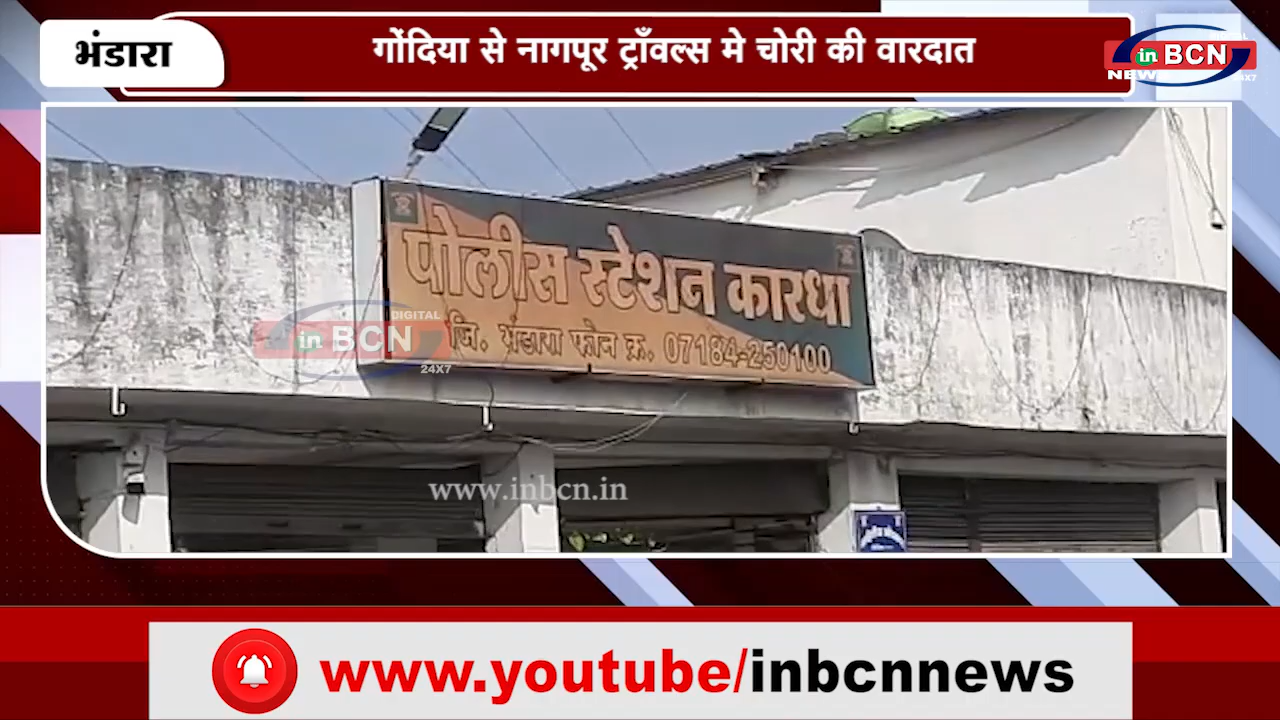 भंडारा
गोंदिया से नागपूर ट्रॉंवल्स मे चोरी की वारदात
in BCN
NEWS 24X7
पोलीस स्टेशन कारधा
जि. भंडारा फोन क्र. 07184-250100
DIGITAL
in BCN
24X7
www.inbcn.in
www.youtube/inbcnnews